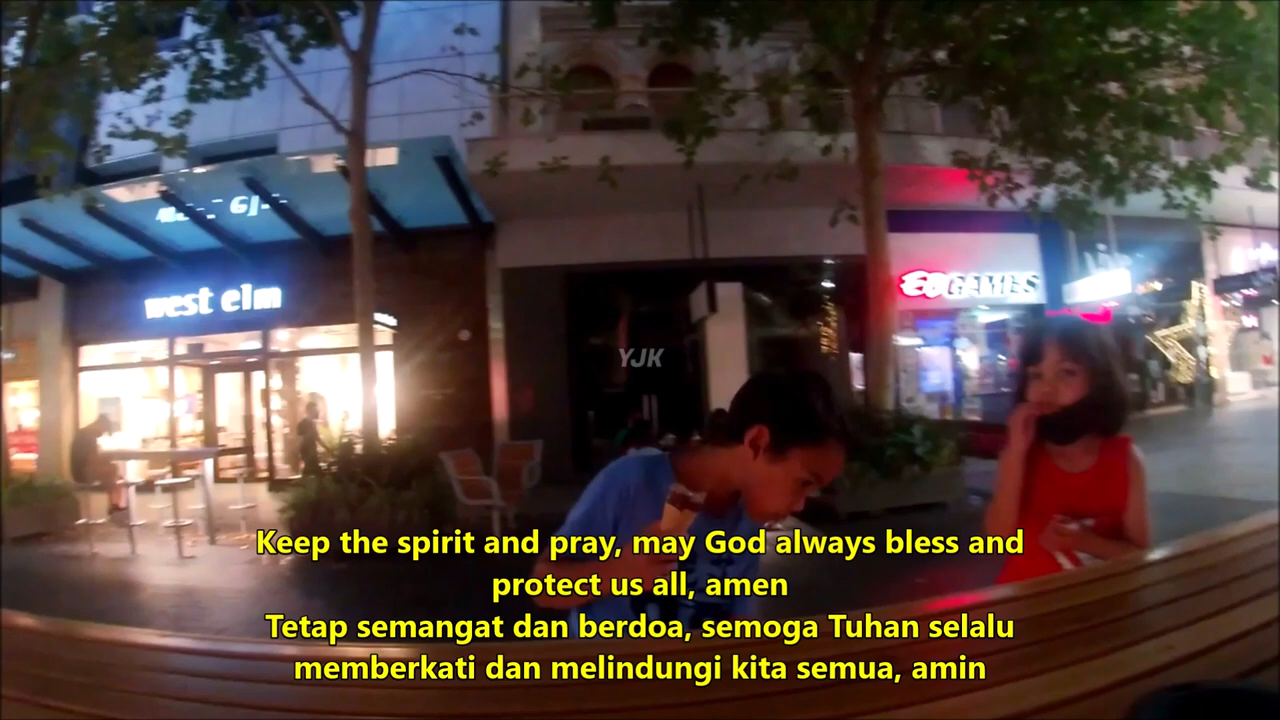 west elm
EB GAMES
YJK
Keep the spirit and pray, may God always bless and
protect us all, amen
Tetap semangat dan berdoa, semoga Tuhan selalu
memberkati dan melindungi kita semua, amin